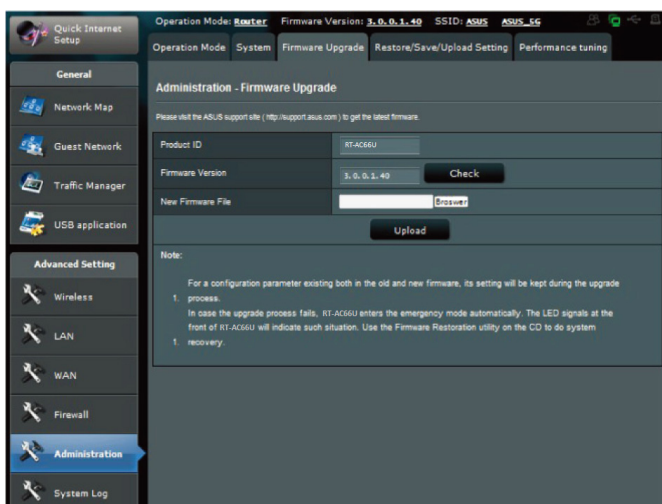 Quick Internet
Setup
General
Network Map
Guest Network
Traffic Manager
USB application
Advanced Setting
Wireless
LAN
WAN
Firewall
Administration
System Log
Operation Mode: Router Firmware Version: 3.0.0.1.40 SSID: ASUS ASUS_5G
Operation Mode System Firmware Upgrade Restore/Save/Upload Setting Performance tuning
Administration - Firmware Upgrade
Please visit the ASUS support site ( http://support.asus.com ) to get the latest firmware.
Product ID RT-AC66U
Firmware Version 3.0.0.1.40 Check
New Firmware File Broswer
Upload
Note:
For a configuration parameter existing both in the old and new firmware, its setting will be kept during the upgrade
1. process.
In case the upgrade process fails, RT-AC66U enters the emergency mode automatically. The LED signals at the
front of RT-AC66U will indicate such situation. Use the Firmware Restoration utility on the CD to do system
1. recovery.